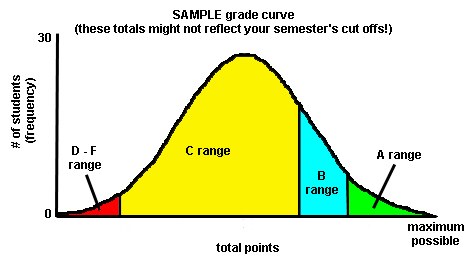 SAMPLE grade curve
(these totals might not reflect your semester's cut offs!)
30
# of students
(frequency)
D - F
range
C range
B
range
A range
0
maximum
possible
total points